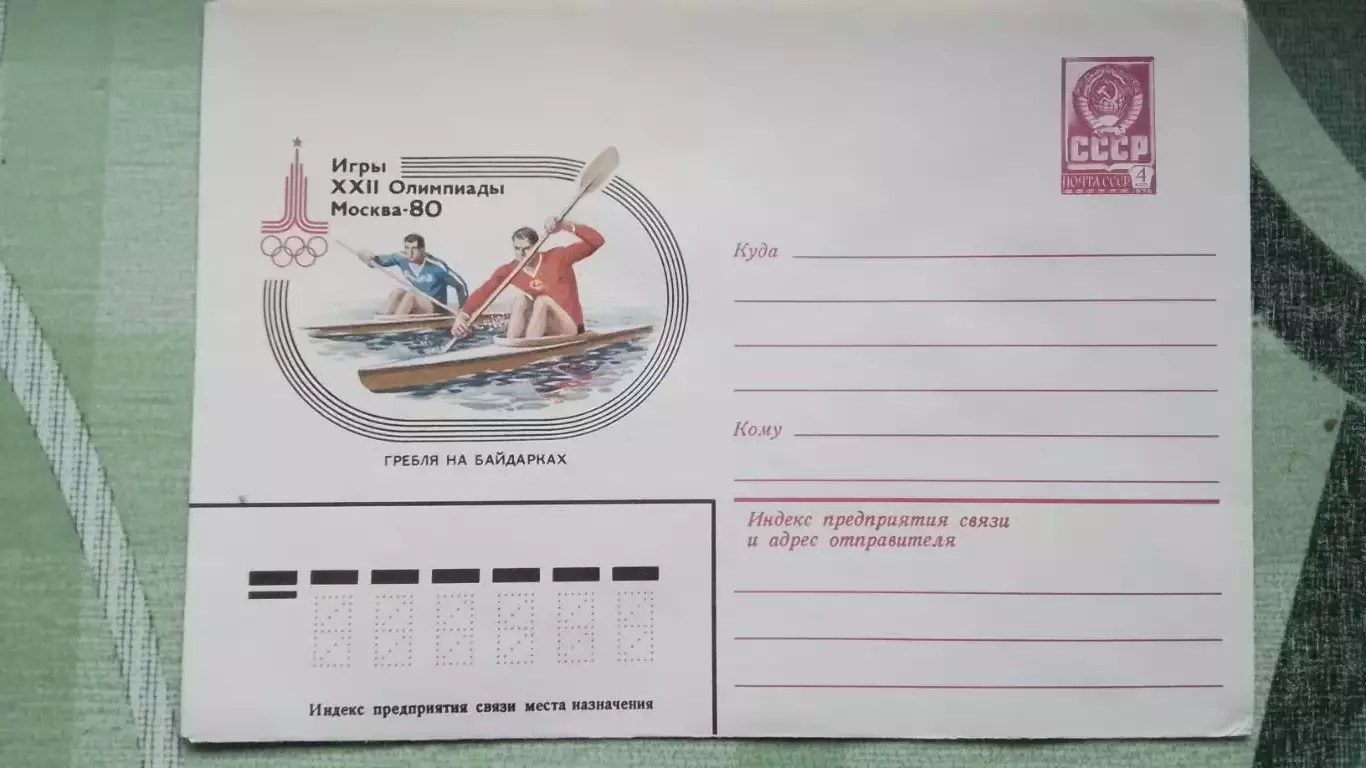 Игры
XXII Олимпиады
Москва-80
ГРЕБЛЯ НА БАЙДАРКАХ
СССР
ПОЧТА СССР 4
Куда
Кому
Индекс предприятия связи
и адрес отправителя
Индекс предприятия связи места назначения